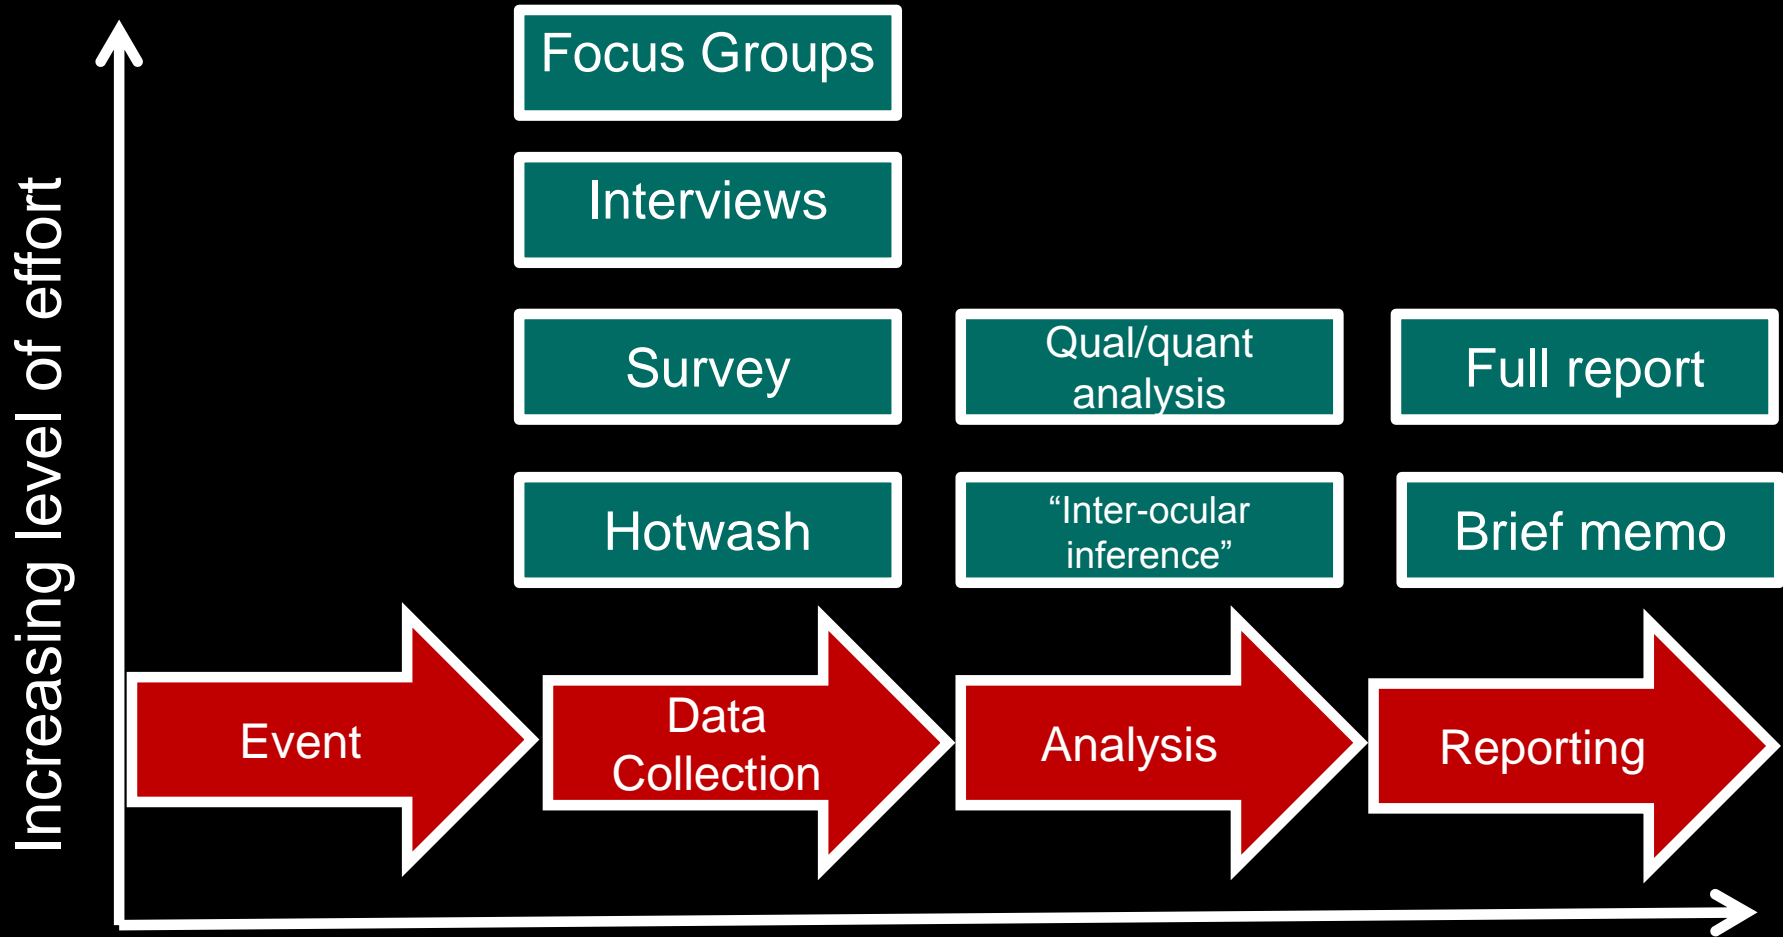 Increasing level of effort
Focus Groups
Interviews
Survey
Qual/quant
analysis
Full report
Hotwash
“Inter-ocular
inference”
Brief memo
Event
Data
Collection
Analysis
Reporting